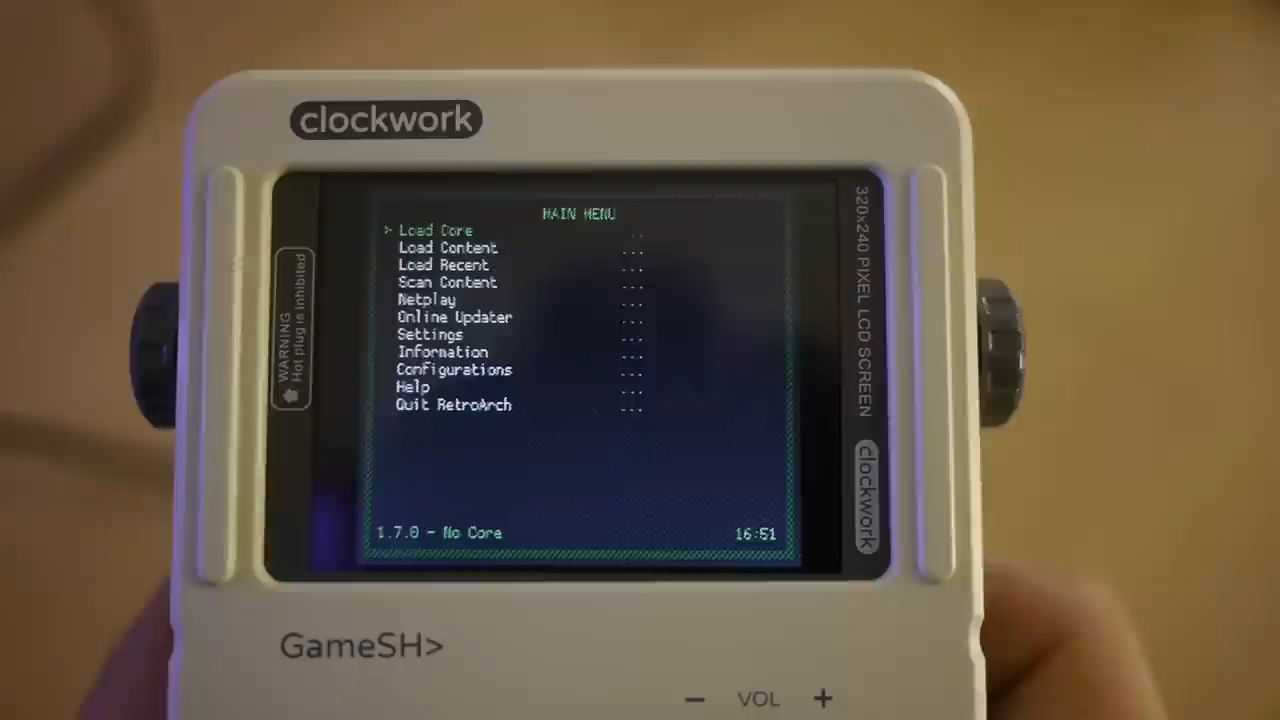 clockwork
WARNING
Hot plug is inhibited
MAIN MENU
> Load Core ..
Load Content ...
Load Recent ...
Scan Content ...
Netplay ...
Online Updater ...
Settings ...
Information ...
Configurations ...
Help ...
Quit RetroArch ...
1.7.0 - No Core 16:51
320x240 PIXEL LCD SCREEN
clockwork
GameSH>
− VOL +